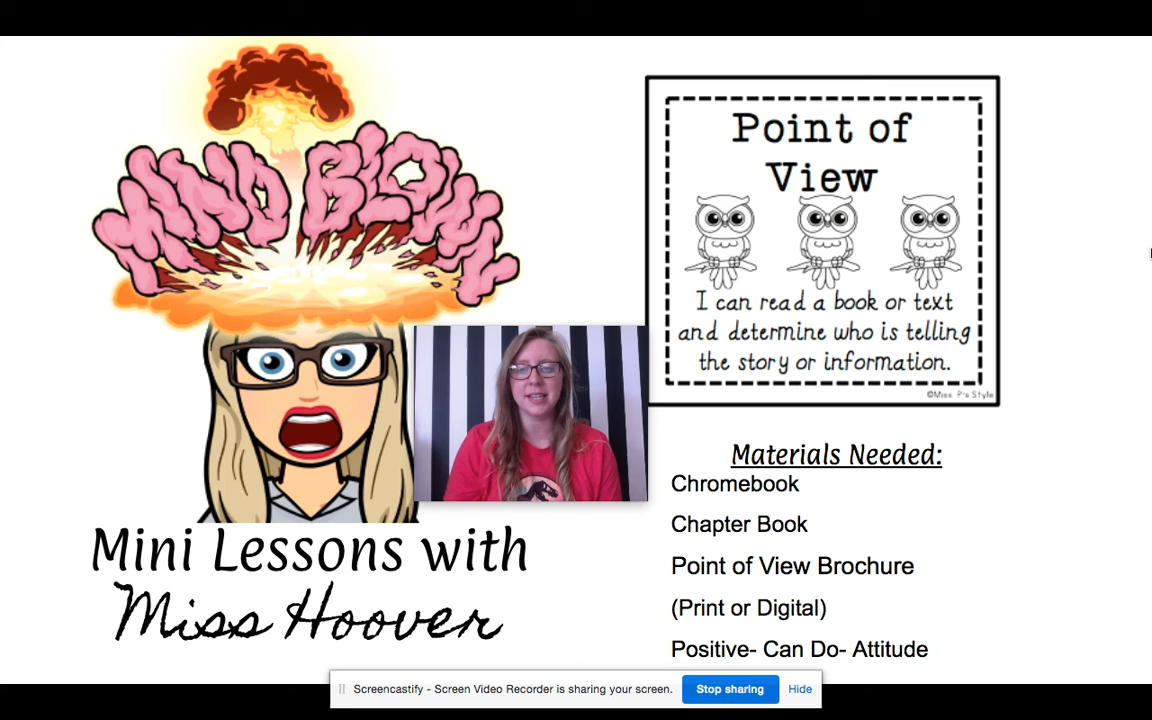 MIND BLOWN
Mini Lessons with
Miss Hoover
Point of
View
I can read a book or text
and determine who is telling
the story or information.
©Miss P's Style
Materials Needed:
Chromebook
Chapter Book
Point of View Brochure
(Print or Digital)
Positive- Can Do- Attitude
Screencastify - Screen Video Recorder is sharing your screen.
Stop sharing
Hide